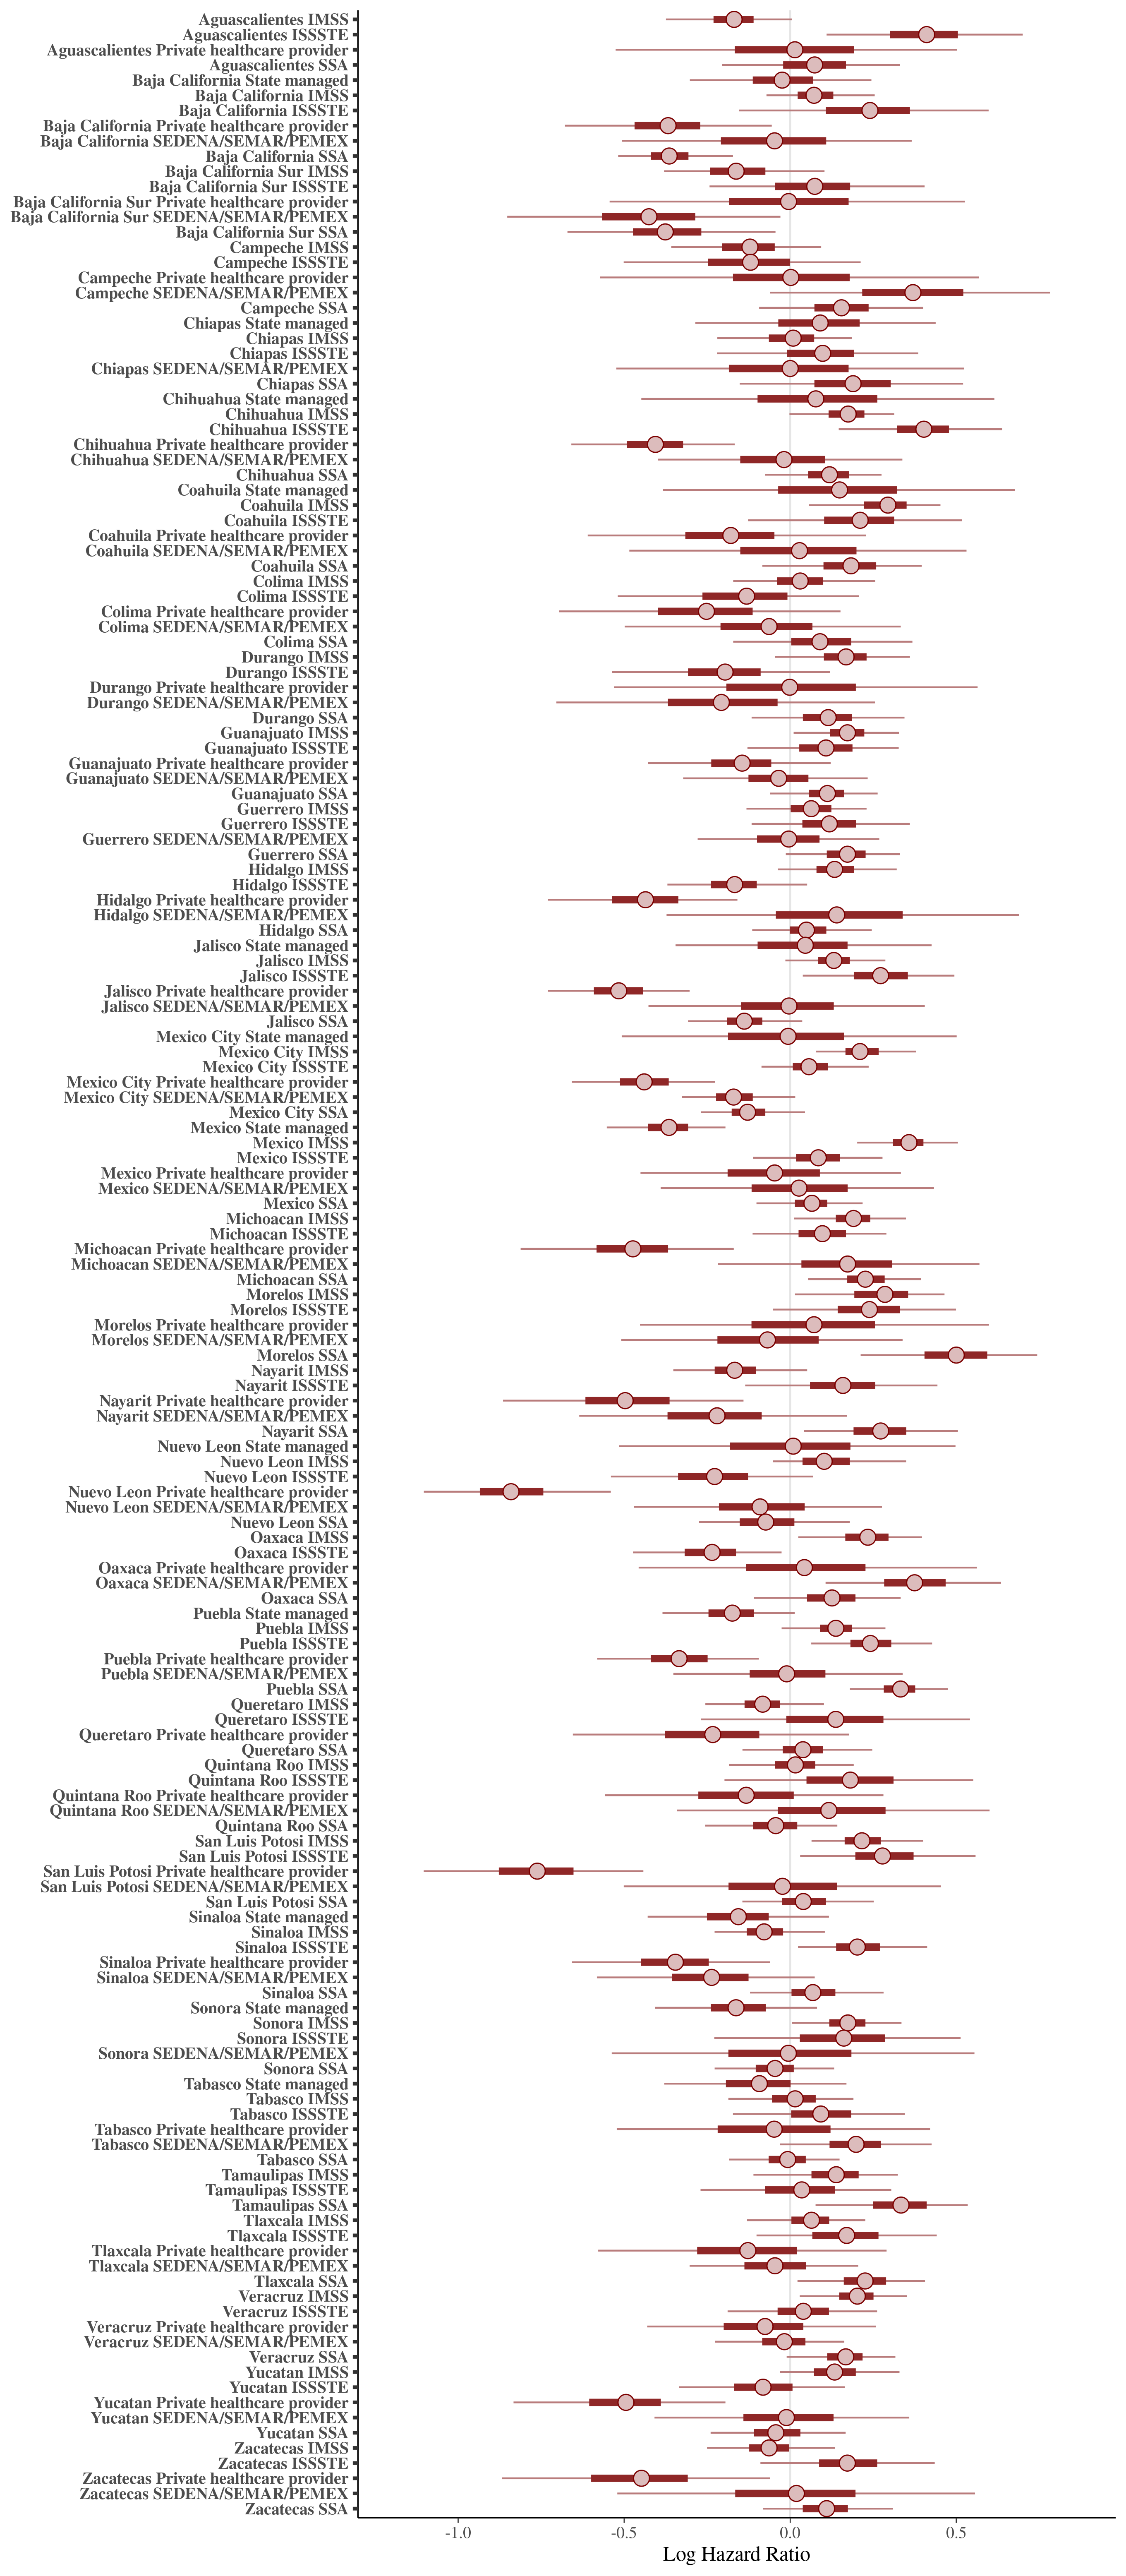 Aguascalientes IMSS
Aguascalientes ISSSTE
Aguascalientes Private healthcare provider
Aguascalientes SSA
Baja California State managed
Baja California IMSS
Baja California ISSSTE
Baja California Private healthcare provider
Baja California SEDENA/SEMAR/PEMEX
Baja California SSA
Baja California Sur IMSS
Baja California Sur ISSSTE
Baja California Sur Private healthcare provider
Baja California Sur SEDENA/SEMAR/PEMEX
Baja California Sur SSA
Campeche IMSS
Campeche ISSSTE
Campeche Private healthcare provider
Campeche SEDENA/SEMAR/PEMEX
Campeche SSA
Chiapas State managed
Chiapas IMSS
Chiapas ISSSTE
Chiapas SEDENA/SEMAR/PEMEX
Chiapas SSA
Chihuahua State managed
Chihuahua IMSS
Chihuahua ISSSTE
Chihuahua Private healthcare provider
Chihuahua SEDENA/SEMAR/PEMEX
Chihuahua SSA
Coahuila State managed
Coahuila IMSS
Coahuila ISSSTE
Coahuila Private healthcare provider
Coahuila SEDENA/SEMAR/PEMEX
Coahuila SSA
Colima IMSS
Colima ISSSTE
Colima Private healthcare provider
Colima SEDENA/SEMAR/PEMEX
Colima SSA
Durango IMSS
Durango ISSSTE
Durango Private healthcare provider
Durango SEDENA/SEMAR/PEMEX
Durango SSA
Guanajuato IMSS
Guanajuato ISSSTE
Guanajuato Private healthcare provider
Guanajuato SEDENA/SEMAR/PEMEX
Guanajuato SSA
Guerrero IMSS
Guerrero ISSSTE
Guerrero SEDENA/SEMAR/PEMEX
Guerrero SSA
Hidalgo IMSS
Hidalgo ISSSTE
Hidalgo Private healthcare provider
Hidalgo SEDENA/SEMAR/PEMEX
Hidalgo SSA
Jalisco State managed
Jalisco IMSS
Jalisco ISSSTE
Jalisco Private healthcare provider
Jalisco SEDENA/SEMAR/PEMEX
Jalisco SSA
Mexico City State managed
Mexico City IMSS
Mexico City ISSSTE
Mexico City Private healthcare provider
Mexico City SEDENA/SEMAR/PEMEX
Mexico City SSA
Mexico State managed
Mexico IMSS
Mexico ISSSTE
Mexico Private healthcare provider
Mexico SEDENA/SEMAR/PEMEX
Mexico SSA
Michoacan IMSS
Michoacan ISSSTE
Michoacan Private healthcare provider
Michoacan SEDENA/SEMAR/PEMEX
Michoacan SSA
Morelos IMSS
Morelos ISSSTE
Morelos Private healthcare provider
Morelos SEDENA/SEMAR/PEMEX
Morelos SSA
Nayarit IMSS
Nayarit ISSSTE
Nayarit Private healthcare provider
Nayarit SEDENA/SEMAR/PEMEX
Nayarit SSA
Nuevo Leon State managed
Nuevo Leon IMSS
Nuevo Leon ISSSTE
Nuevo Leon Private healthcare provider
Nuevo Leon SEDENA/SEMAR/PEMEX
Nuevo Leon SSA
Oaxaca IMSS
Oaxaca ISSSTE
Oaxaca Private healthcare provider
Oaxaca SEDENA/SEMAR/PEMEX
Oaxaca SSA
Puebla State managed
Puebla IMSS
Puebla ISSSTE
Puebla Private healthcare provider
Puebla SEDENA/SEMAR/PEMEX
Puebla SSA
Queretaro IMSS
Queretaro ISSSTE
Queretaro Private healthcare provider
Queretaro SSA
Quintana Roo IMSS
Quintana Roo ISSSTE
Quintana Roo Private healthcare provider
Quintana Roo SEDENA/SEMAR/PEMEX
Quintana Roo SSA
San Luis Potosi IMSS
San Luis Potosi ISSSTE
San Luis Potosi Private healthcare provider
San Luis Potosi SEDENA/SEMAR/PEMEX
San Luis Potosi SSA
Sinaloa State managed
Sinaloa IMSS
Sinaloa ISSSTE
Sinaloa Private healthcare provider
Sinaloa SEDENA/SEMAR/PEMEX
Sinaloa SSA
Sonora State managed
Sonora IMSS
Sonora ISSSTE
Sonora SEDENA/SEMAR/PEMEX
Sonora SSA
Tabasco State managed
Tabasco IMSS
Tabasco ISSSTE
Tabasco Private healthcare provider
Tabasco SEDENA/SEMAR/PEMEX
Tabasco SSA
Tamaulipas IMSS
Tamaulipas ISSSTE
Tamaulipas SSA
Tlaxcala IMSS
Tlaxcala ISSSTE
Tlaxcala Private healthcare provider
Tlaxcala SEDENA/SEMAR/PEMEX
Tlaxcala SSA
Veracruz IMSS
Veracruz ISSSTE
Veracruz Private healthcare provider
Veracruz SEDENA/SEMAR/PEMEX
Veracruz SSA
Yucatan IMSS
Yucatan ISSSTE
Yucatan Private healthcare provider
Yucatan SEDENA/SEMAR/PEMEX
Yucatan SSA
Zacatecas IMSS
Zacatecas ISSSTE
Zacatecas Private healthcare provider
Zacatecas SEDENA/SEMAR/PEMEX
Zacatecas SSA
-1.0 -0.5 0.0 0.5
Log Hazard Ratio